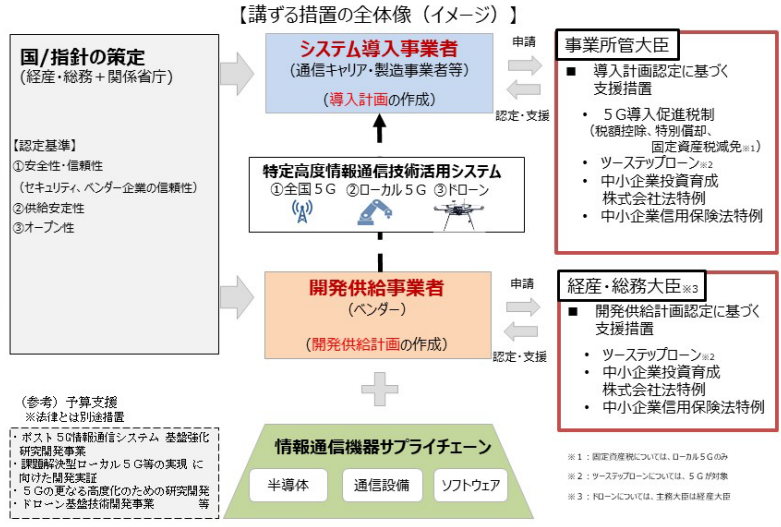 【講ずる措置の全体像（イメージ）】
国/指針の策定
(経産・総務＋関係省庁)
【認定基準】
①安全性・信頼性
（セキュリティ、ベンダー企業の信頼性）
②供給安定性
③オープン性
システム導入事業者
(通信キャリア・製造事業者等)
(導入計画の作成)
申請
認定・支援
事業所管大臣
■ 導入計画認定に基づく
支援措置
・ ５G導入促進税制
（税額控除、特別償却、
固定資産税減免※1）
・ ツーステップローン※2
・ 中小企業投資育成
株式会社法特例
・ 中小企業信用保険法特例
特定高度情報通信技術活用システム
①全国５G ②ローカル５G ③ドローン
開発供給事業者
(ベンダー)
(開発供給計画の作成)
申請
認定・支援
経産・総務大臣※3
■ 開発供給計画認定に基づく
支援措置
・ ツーステップローン※2
・ 中小企業投資育成
株式会社法特例
・ 中小企業信用保険法特例
（参考）予算支援
※法律とは別途措置
・ポスト５G情報通信システム 基盤強化
研究開発事業
・課題解決型ローカル５G等の実現 に
向けた開発実証
・５Gの更なる高度化のための研究開発
・ドローン基盤技術開発事業 等
情報通信機器サプライチェーン
半導体
通信設備
ソフトウェア
※１：固定資産税については、ローカル５Gのみ
※２：ツーステップローンについては、５Gが対象
※３：ドローンについては、主務大臣は経産大臣